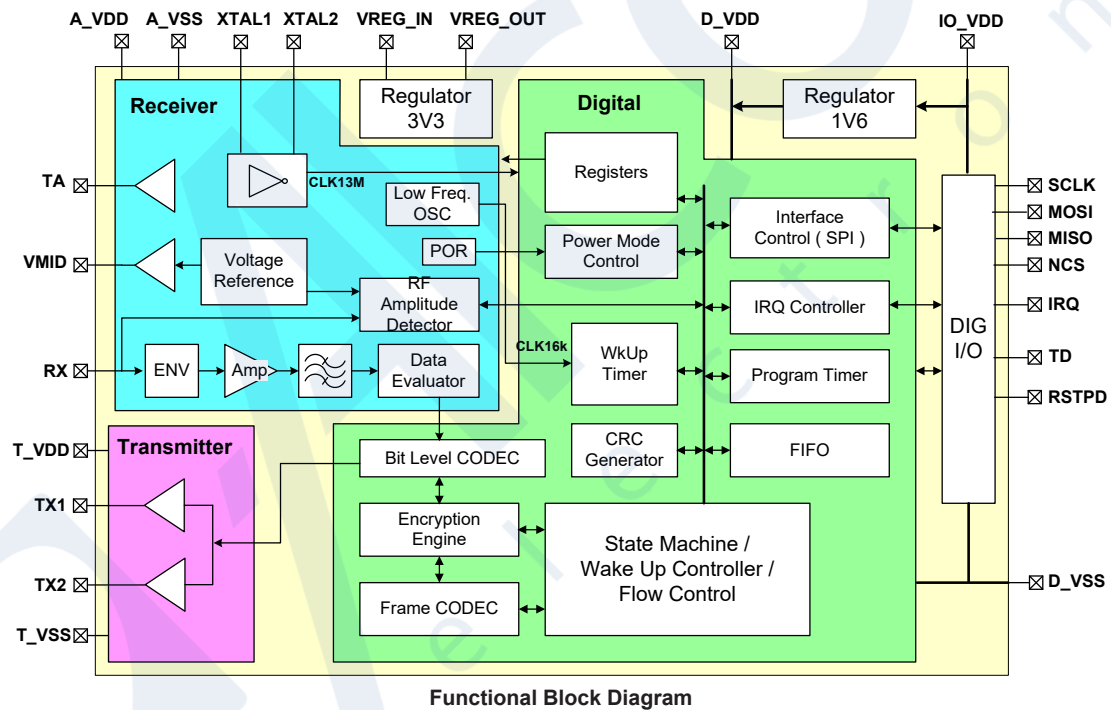 A_VDD
A_VSS
XTAL1
XTAL2
VREG_IN
VREG_OUT
D_VDD
IO_VDD
Receiver
Regulator
3V3
Digital
Regulator
1V6
TA
CLK13M
Registers
Low Freq.
OSC
Interface
Control ( SPI )
SCLK
MOSI
MISO
NCS
VMID
Voltage
Reference
POR
Power Mode
Control
RF
Amplitude
Detector
IRQ Controller
IRQ
DIG
I/O
RX
ENV
Amp
Data
Evaluator
CLK16k
WkUp
Timer
Program Timer
TD
RSTPD
T_VDD
Transmitter
Bit Level CODEC
CRC
Generator
FIFO
TX1
Encryption
Engine
State Machine /
Wake Up Controller /
Flow Control
TX2
Frame CODEC
D_VSS
T_VSS
Functional Block Diagram